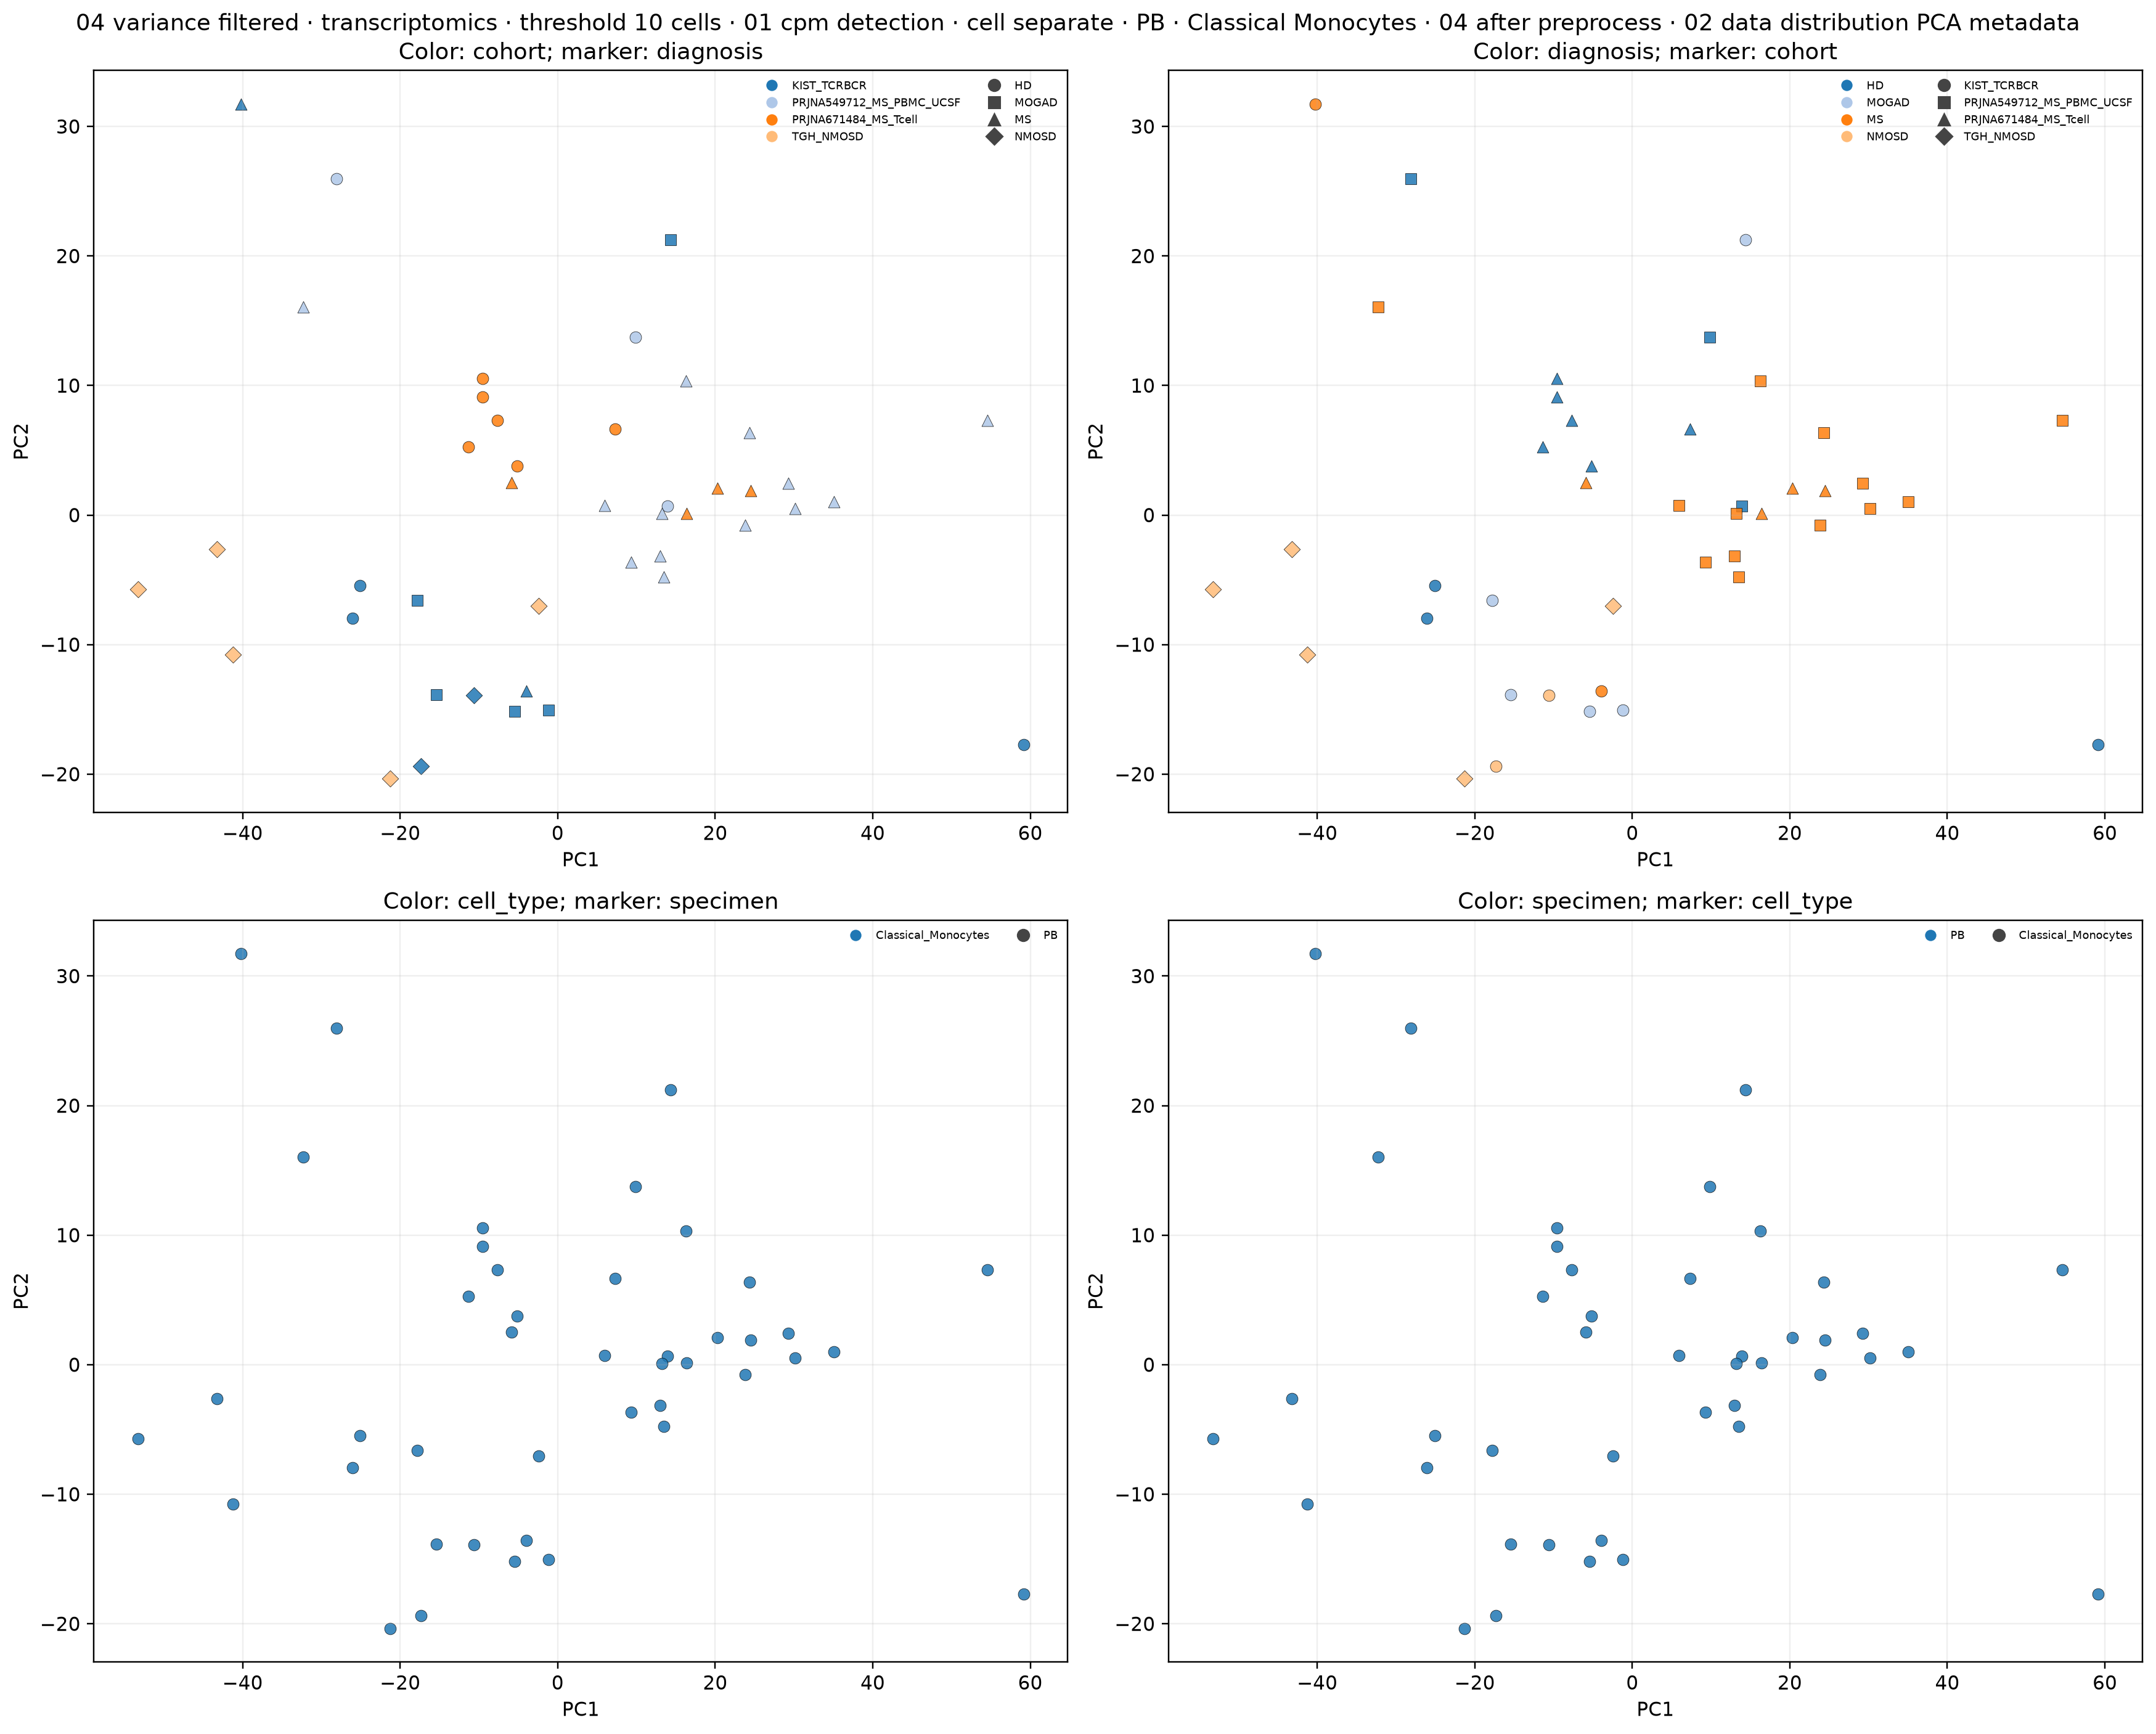 04 variance filtered · transcriptomics · threshold 10 cells · 01 cpm detection · cell separate · PB · Classical Monocytes · 04 after preprocess · 02 data distribution PCA metadata
Color: cohort; marker: diagnosis
KIST_TCRBCR
PRJNA549712_MS_PBMC_UCSF
PRJNA671484_MS_Tcell
TGH_NMOSD
HD
MOGAD
MS
NMOSD
30
20
10
0
−10
−20
PC2
−40
−20
0
20
40
60
PC1
Color: diagnosis; marker: cohort
HD
MOGAD
MS
NMOSD
KIST_TCRBCR
PRJNA549712_MS_PBMC_UCSF
PRJNA671484_MS_Tcell
TGH_NMOSD
30
20
10
0
−10
−20
PC2
−40
−20
0
20
40
60
PC1
Color: cell_type; marker: specimen
Classical_Monocytes
PB
30
20
10
0
−10
−20
PC2
−40
−20
0
20
40
60
PC1
Color: specimen; marker: cell_type
PB
Classical_Monocytes
30
20
10
0
−10
−20
PC2
−40
−20
0
20
40
60
PC1